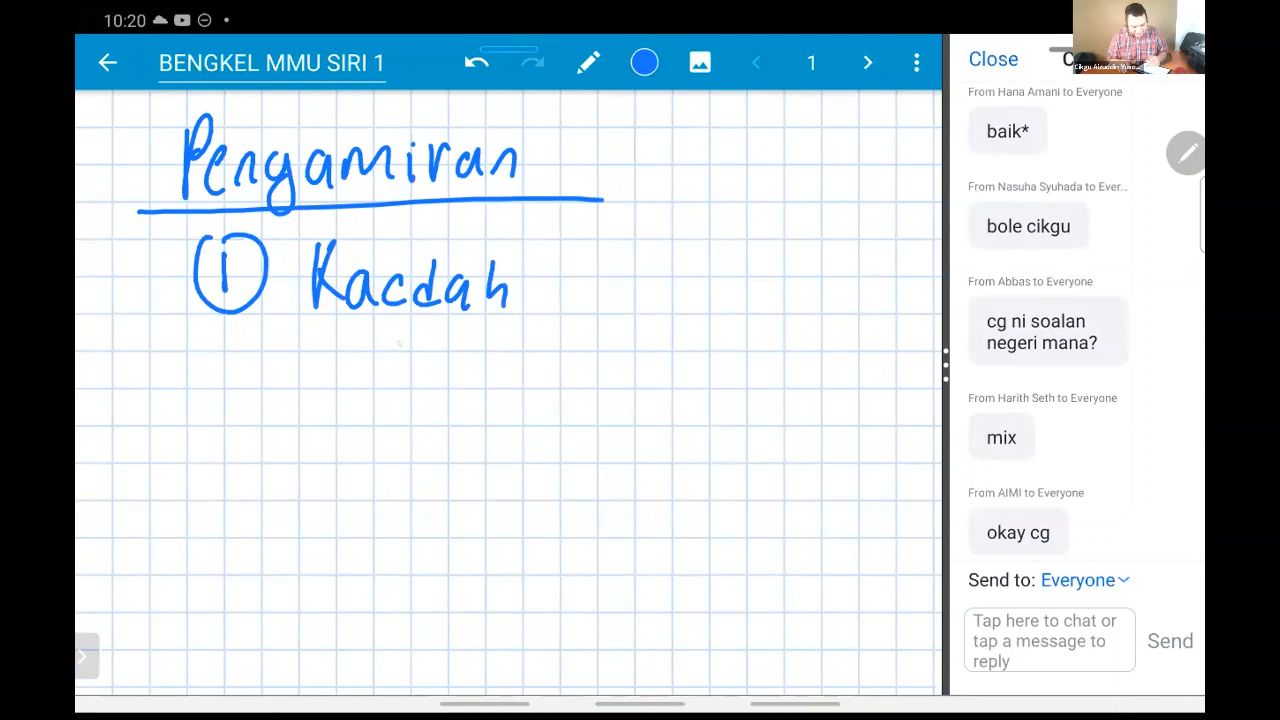 10:20
BENGKEL MMU SIRI 1
1
Pengamiran
① Kaedah
Close
From Hana Amani to Everyone
baik*
From Nasuha Syuhada to Ever...
bole cikgu
From Abbas to Everyone
cg ni soalan
negeri mana?
From Harith Seth to Everyone
mix
From AIMI to Everyone
okay cg
Send to: Everyone
Tap here to chat or
tap a message to
reply
Send